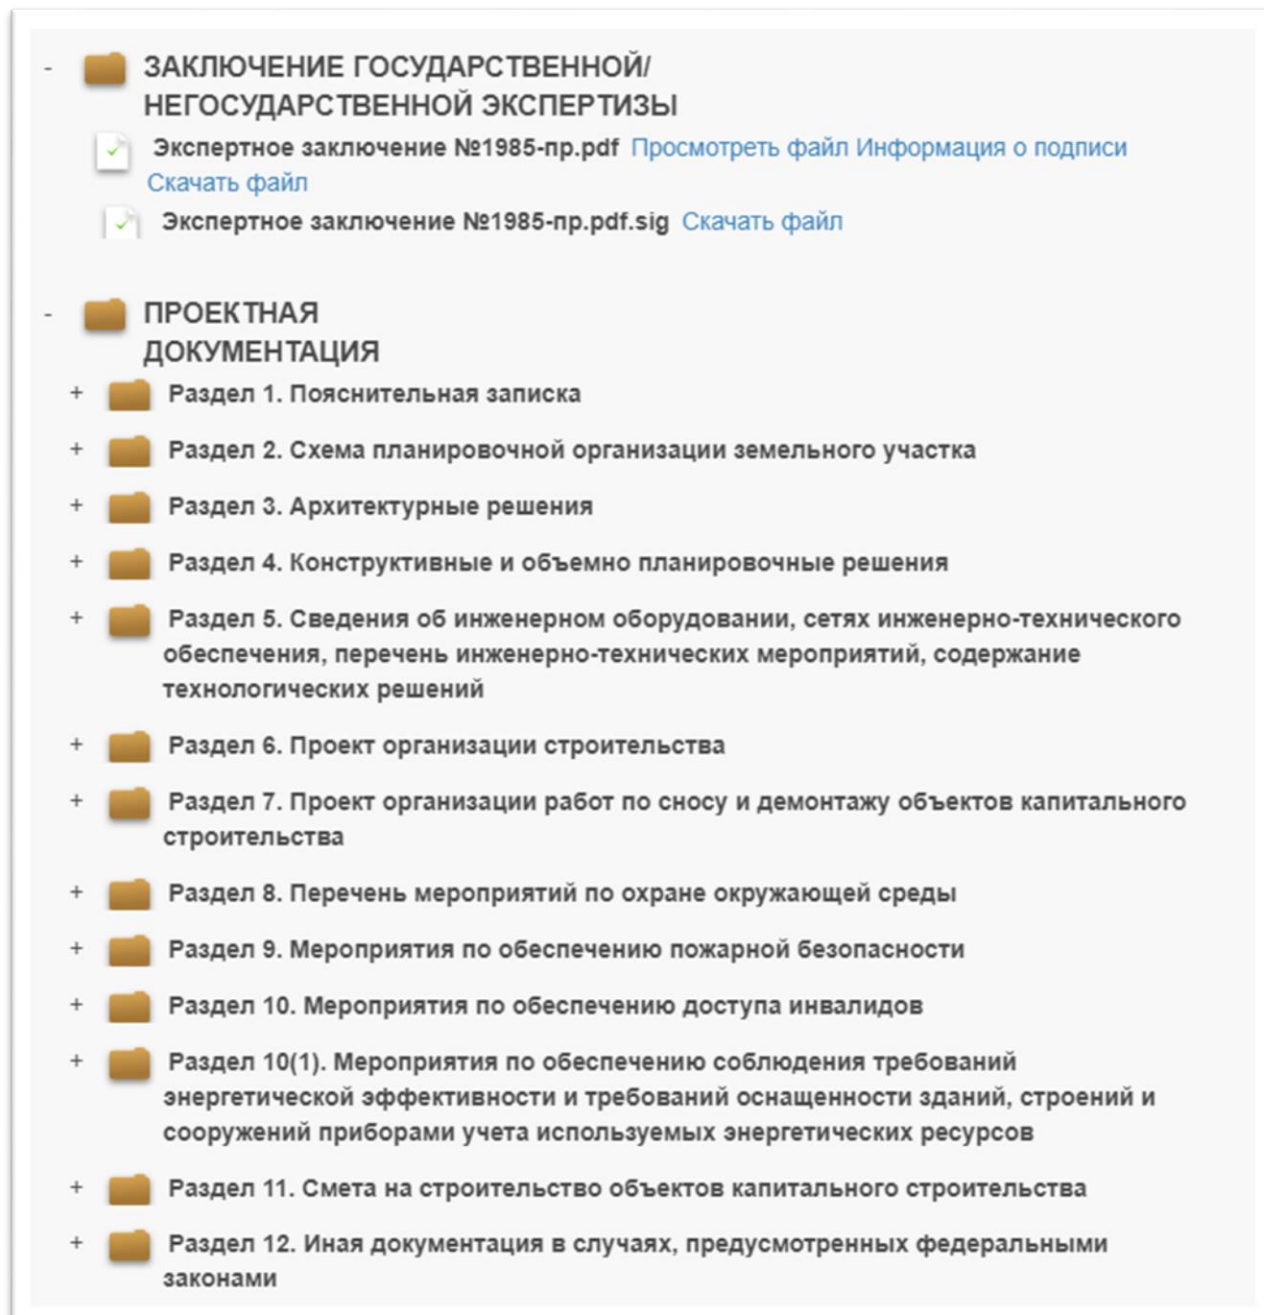 - ЗАКЛЮЧЕНИЕ ГОСУДАРСТВЕННОЙ/
НЕГОСУДАРСТВЕННОЙ ЭКСПЕРТИЗЫ
Экспертное заключение №1985-пр.pdf Просмотреть файл Информация о подписи
Скачать файл
Экспертное заключение №1985-пр.pdf.sig Скачать файл
- ПРОЕКТНАЯ
ДОКУМЕНТАЦИЯ
+ Раздел 1. Пояснительная записка
+ Раздел 2. Схема планировочной организации земельного участка
+ Раздел 3. Архитектурные решения
+ Раздел 4. Конструктивные и объемно планировочные решения
+ Раздел 5. Сведения об инженерном оборудовании, сетях инженерно-технического
обеспечения, перечень инженерно-технических мероприятий, содержание
технологических решений
+ Раздел 6. Проект организации строительства
+ Раздел 7. Проект организации работ по сносу и демонтажу объектов капитального
строительства
+ Раздел 8. Перечень мероприятий по охране окружающей среды
+ Раздел 9. Мероприятия по обеспечению пожарной безопасности
+ Раздел 10. Мероприятия по обеспечению доступа инвалидов
+ Раздел 10(1). Мероприятия по обеспечению соблюдения требований
энергетической эффективности и требований оснащенности зданий, строений и
сооружений приборами учета используемых энергетических ресурсов
+ Раздел 11. Смета на строительство объектов капитального строительства
+ Раздел 12. Иная документация в случаях, предусмотренных федеральными
законами